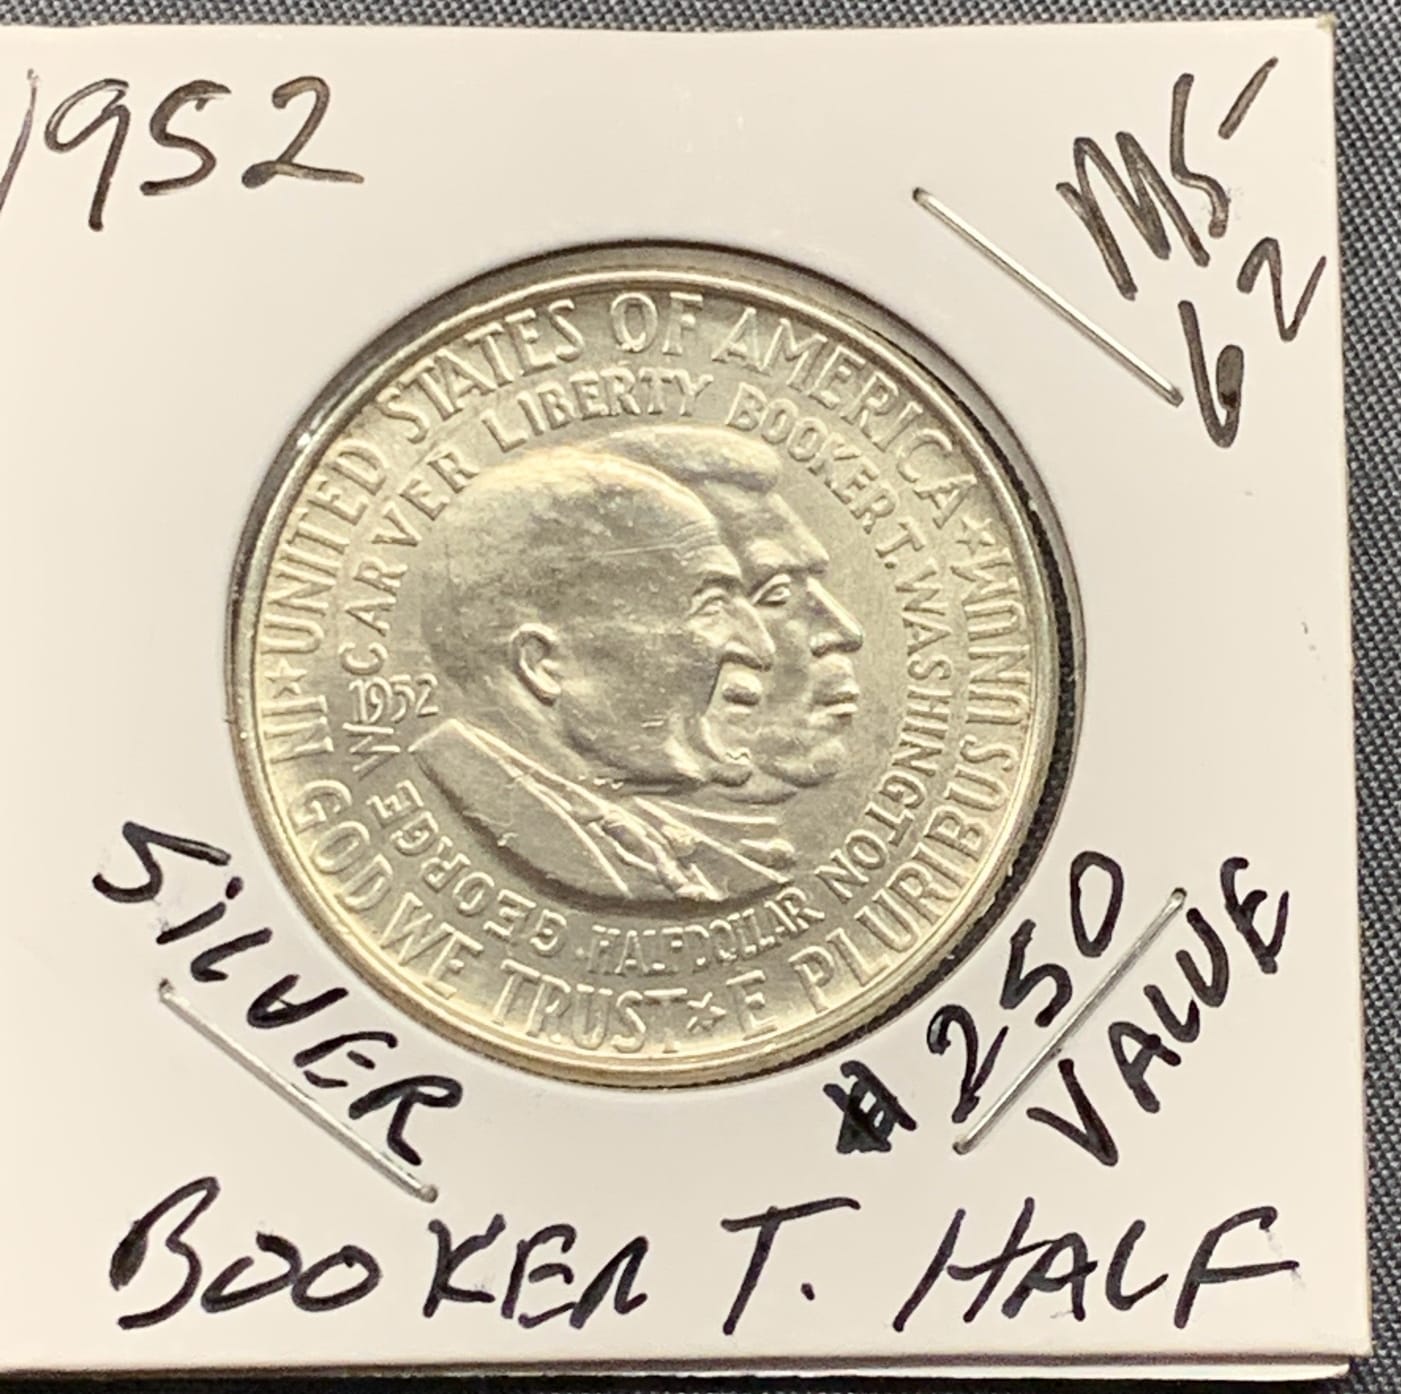 1952
MS
62
UNITED STATES OF AMERICA
E PLURIBUS UNUM
IN GOD WE TRUST
GEORGE W CARVER LIBERTY BOOKER T. WASHINGTON
1952
HALF DOLLAR
SILVER
$250
VALUE
BOOKER T. HALF